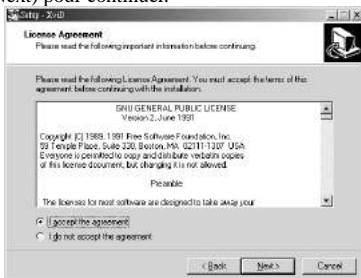 Next) pour continuer.
Setup - XviD
License Agreement
Please read the following important information before continuing.
Please read the following License Agreement. You must accept the terms of this
agreement before continuing with the installation.
GNU GENERAL PUBLIC LICENSE
Version 2, June 1991
Copyright (C) 1989, 1991 Free Software Foundation, Inc.
59 Temple Place, Suite 330, Boston, MA 02111-1307 USA
Everyone is permitted to copy and distribute verbatim copies
of this license document, but changing it is not allowed.
Preamble
The licenses for most software are designed to take away your
I accept the agreement
I do not accept the agreement
< Back
Next >
Cancel